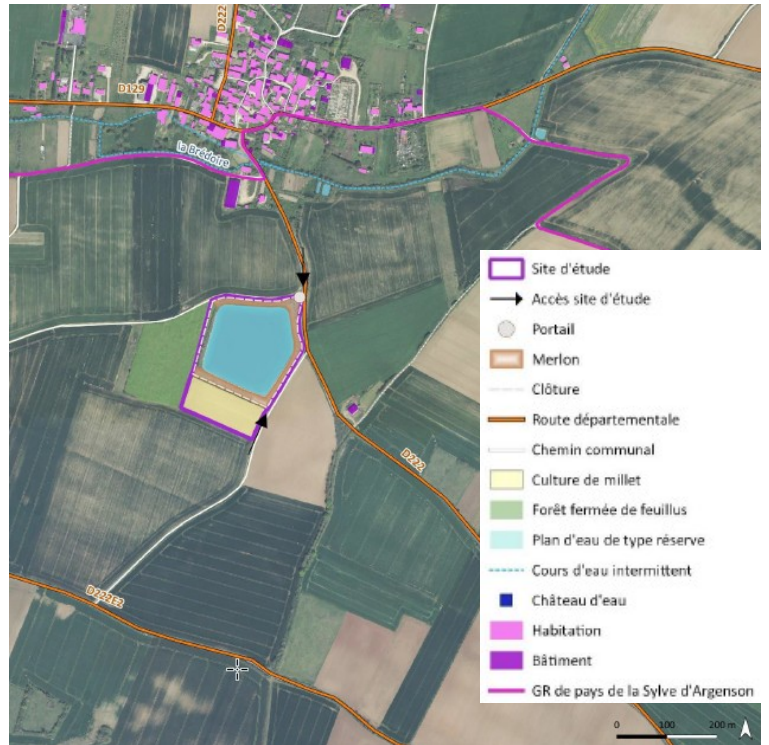 D222
D129
la Brédoire
Site d'étude
Accès site d'étude
Portail
Merlon
Clôture
Route départementale
Chemin communal
Culture de millet
Forêt fermée de feuillus
Plan d'eau de type réserve
Cours d'eau intermittent
Château d'eau
Habitation
Bâtiment
GR de pays de la Sylve d'Argenson
D222
D222E2
0 100 200 m